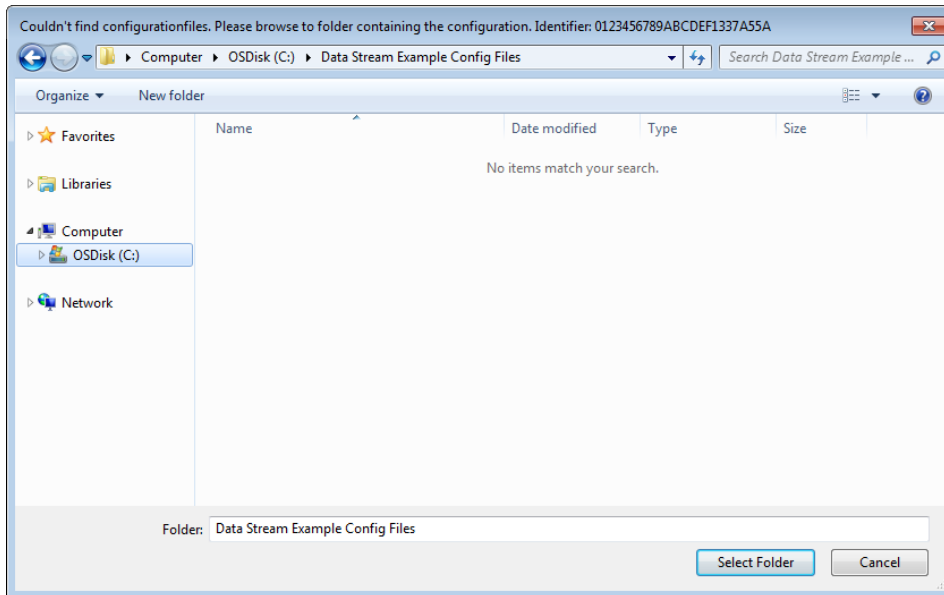 Couldn't find configurationfiles. Please browse to folder containing the configuration. Identifier: 0123456789ABCDEF1337A55A
Computer OSDisk (C:) Data Stream Example Config Files Search Data Stream Example ...
Organize New folder
Name Date modified Type Size
No items match your search.
Favorites
Libraries
Computer
OSDisk (C:)
Network
Folder: Data Stream Example Config Files
Select Folder Cancel